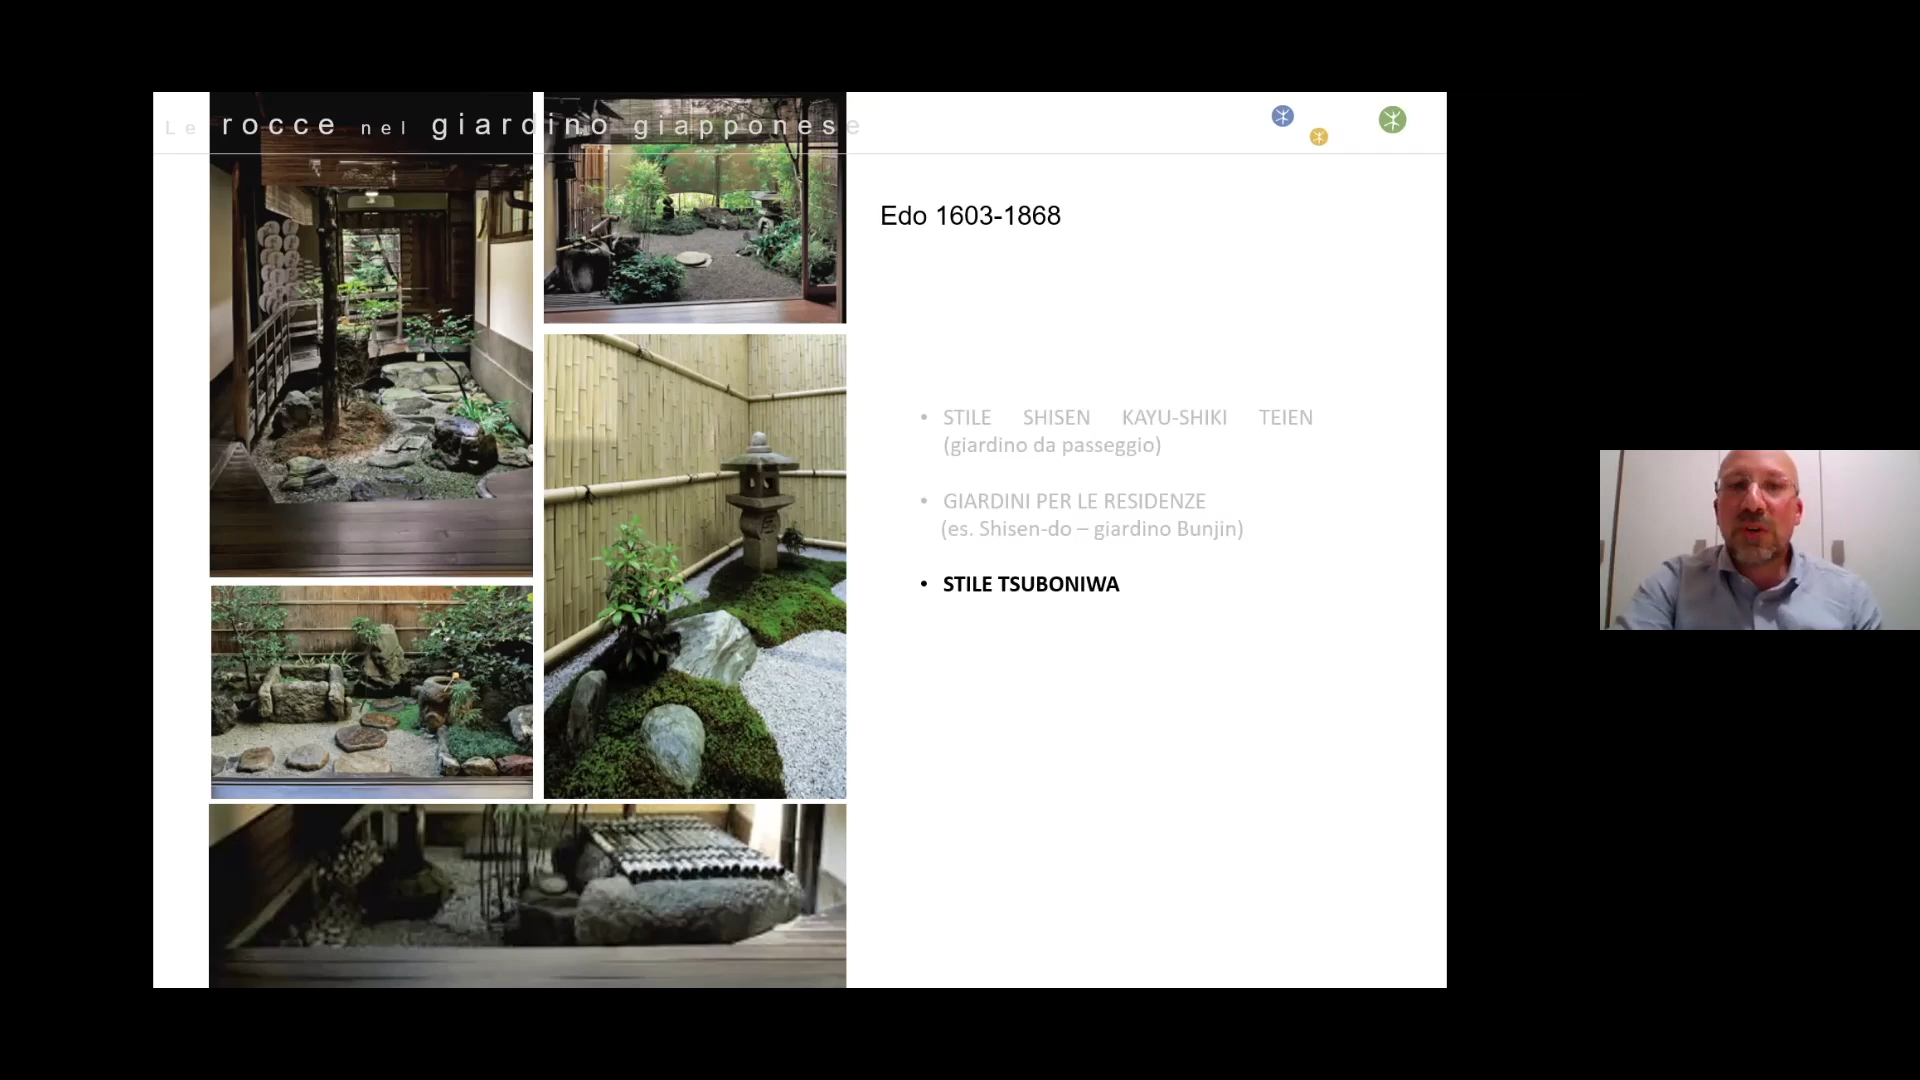 Le rocce nel giardino giapponese
Edo 1603-1868
• STILE SHISEN KAYU-SHIKI TEIEN
(giardino da passeggio)
• GIARDINI PER LE RESIDENZE
(es. Shisen-do – giardino Bunjin)
• STILE TSUBONIWA